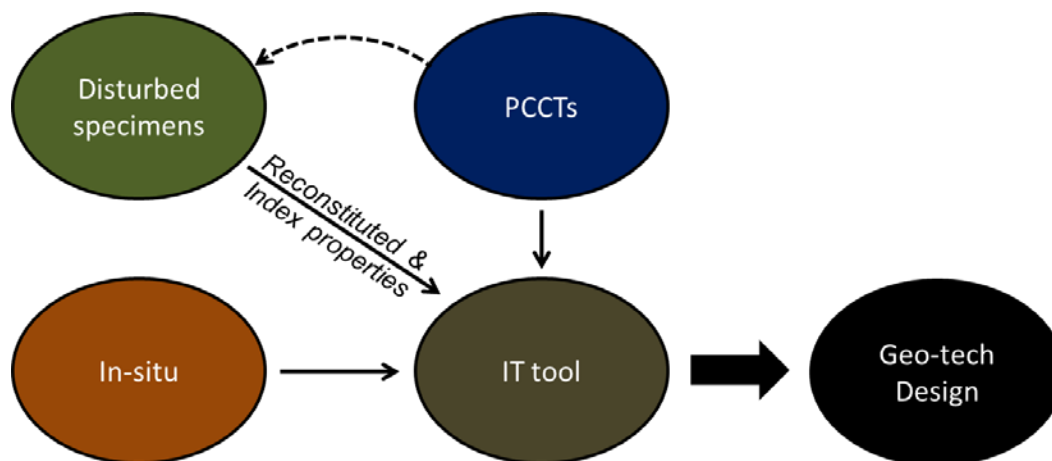 Disturbed
specimens
PCCTs
Reconstituted &
Index properties
In-situ
IT tool
Geo-tech
Design